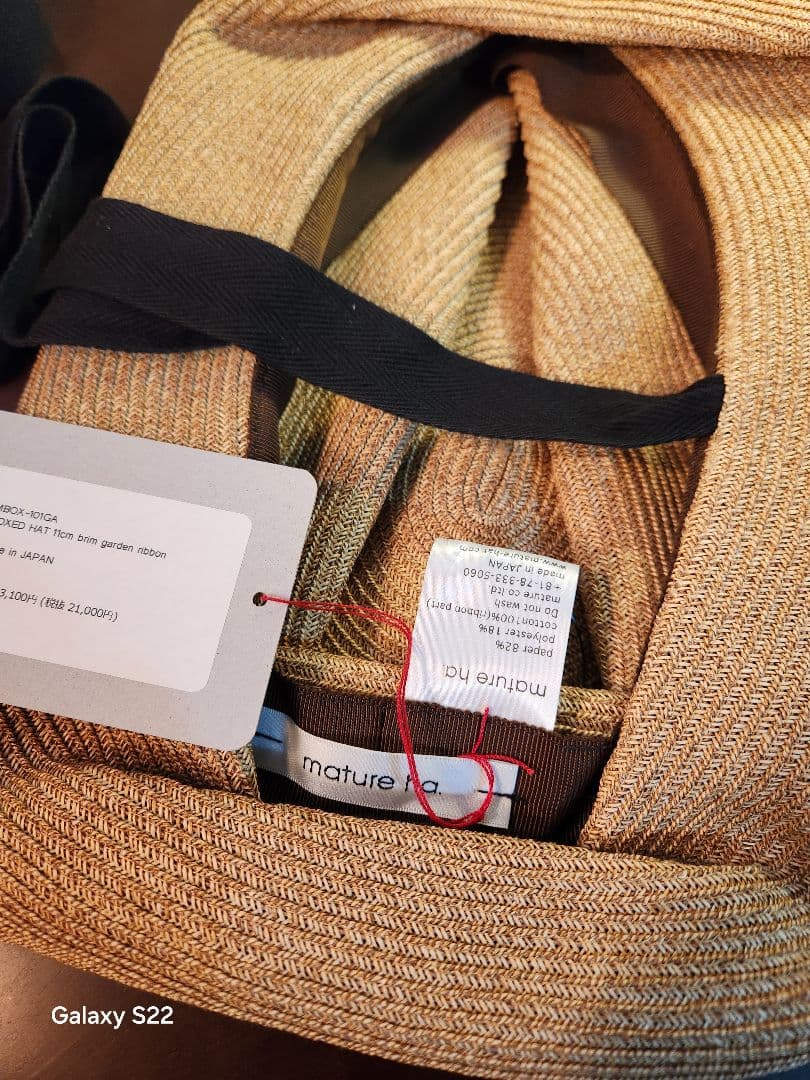 MBOX-101GA
OXED HAT 11cm brim garden ribbon
e in JAPAN
3,100円 (税抜 21,000円)
mature ha.
paper 82%
polyester 18%
cotton100%(ribbon part)
Do not wash
mature co ltd.
+81-78-333-5060
made in JAPAN
www.mature-hat.com
mature ha.
Galaxy S22